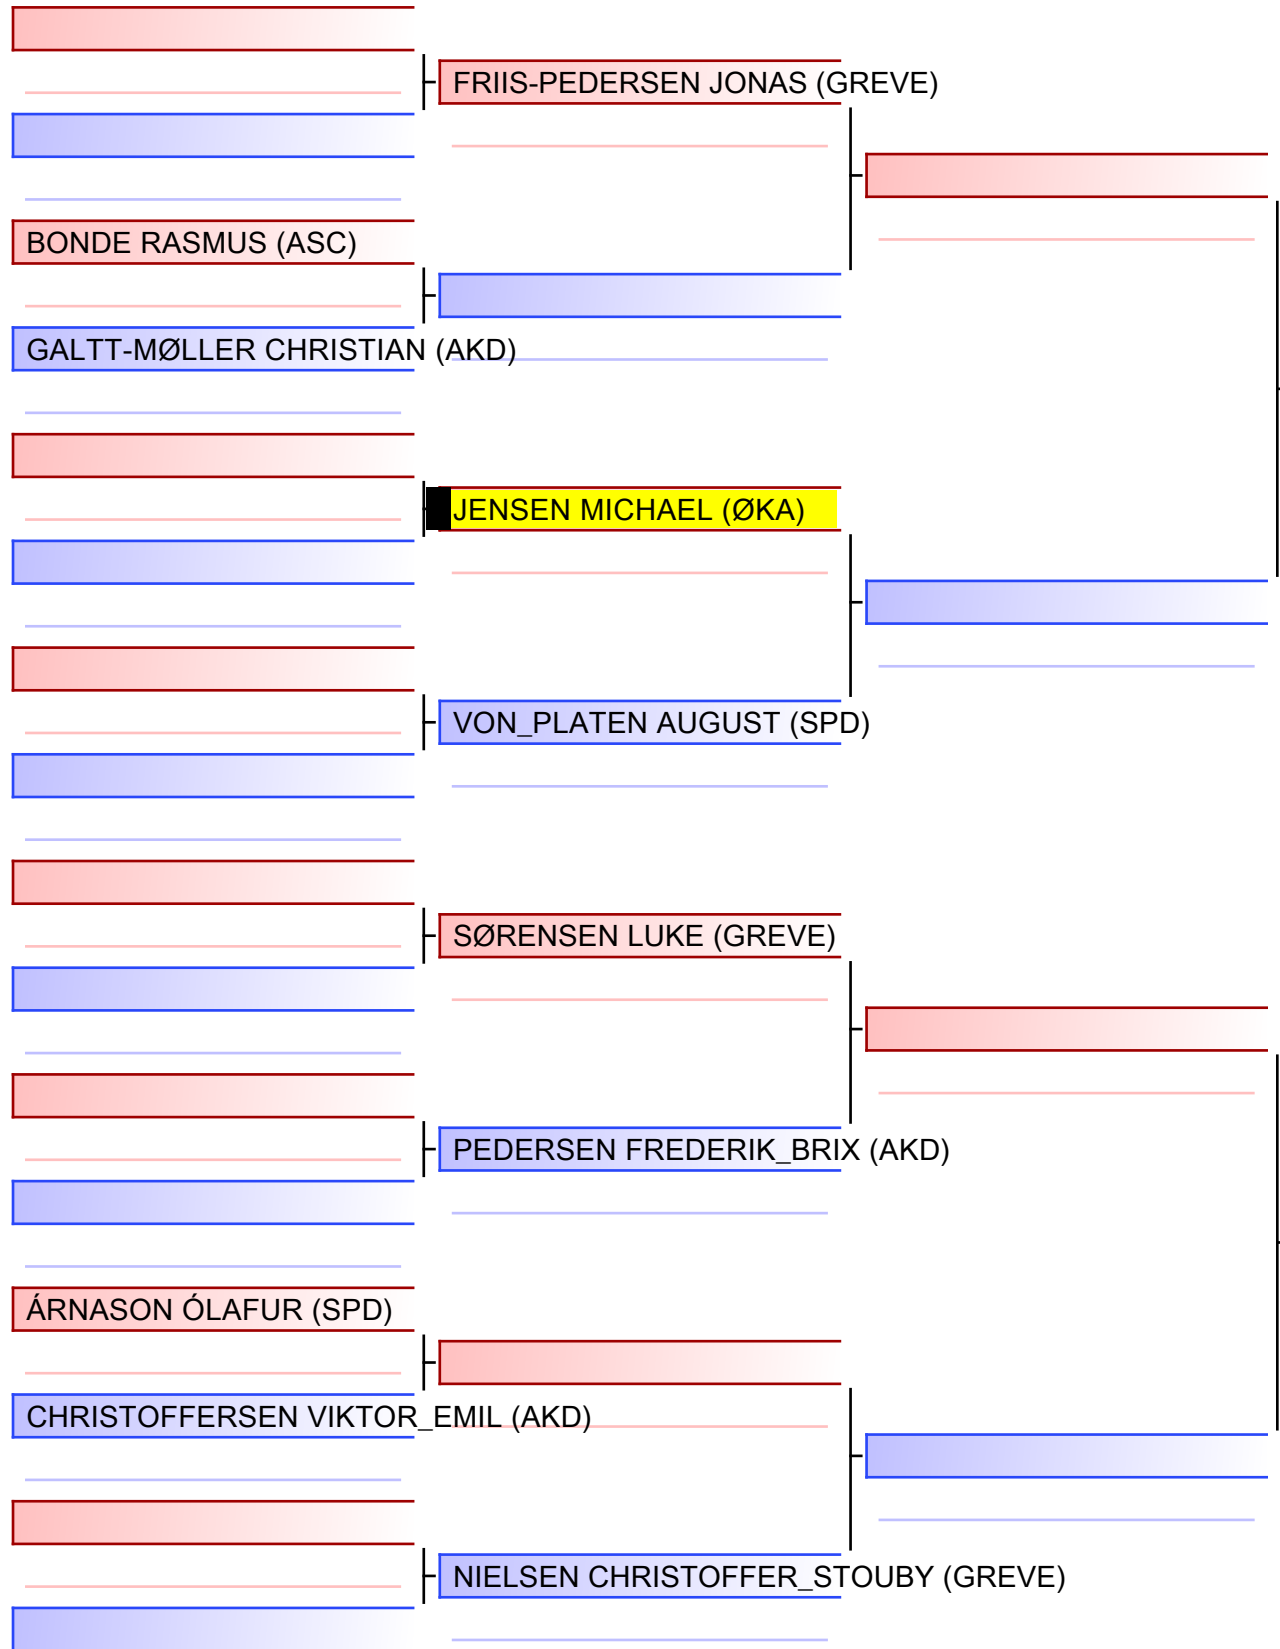 FRIIS-PEDERSEN JONAS (GREVE)
BONDE RASMUS (ASC)
GALTT-MØLLER CHRISTIAN (AKD)
JENSEN MICHAEL (ØKA)
VON_PLATEN AUGUST (SPD)
SØRENSEN LUKE (GREVE)
PEDERSEN FREDERIK_BRIX (AKD)
ÁRNASON ÓLAFUR (SPD)
CHRISTOFFERSEN VIKTOR_EMIL (AKD)
NIELSEN CHRISTOFFER_STOUBY (GREVE)